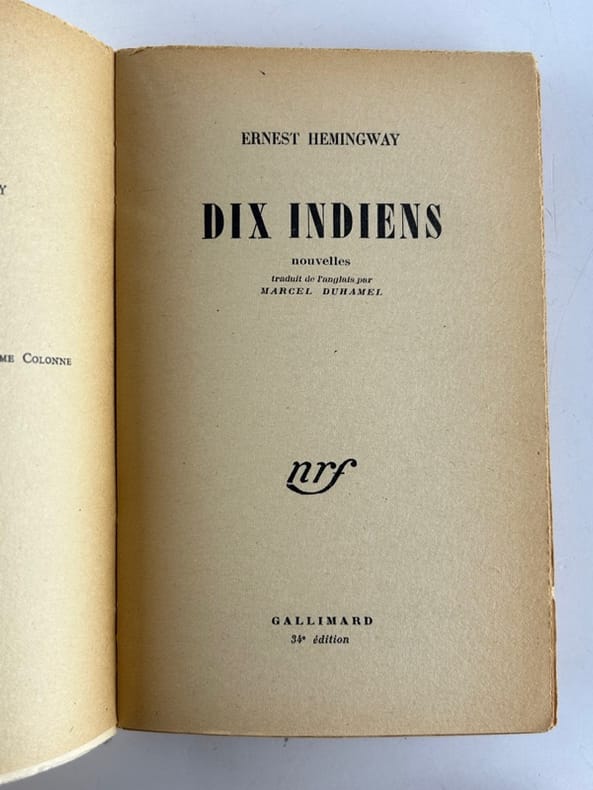 Y
ME COLONNE
ERNEST HEMINGWAY
DIX INDIENS
nouvelles
traduit de l'anglais par
MARCEL DUHAMEL
nrf
GALLIMARD
34e édition